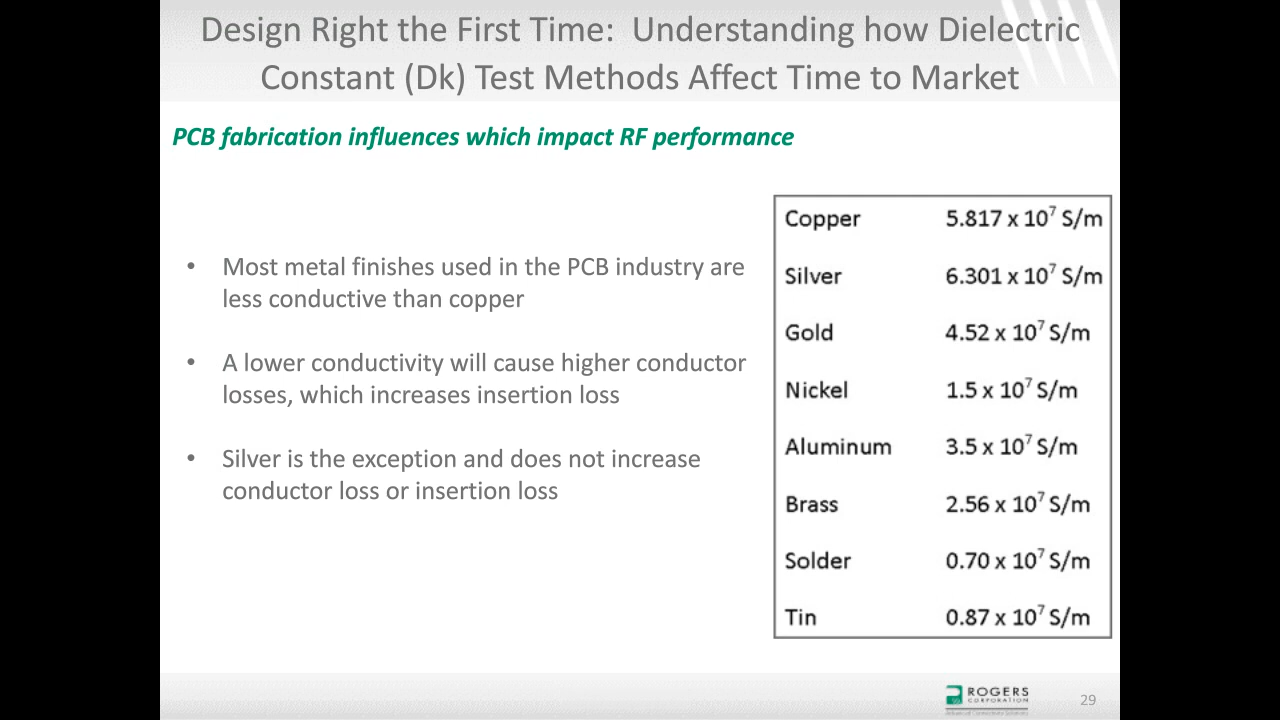 Design Right the First Time:  Understanding how Dielectric
Constant (Dk) Test Methods Affect Time to Market
PCB fabrication influences which impact RF performance
• Most metal finishes used in the PCB industry are
less conductive than copper
• A lower conductivity will cause higher conductor
losses, which increases insertion loss
• Silver is the exception and does not increase
conductor loss or insertion loss
Copper 5.817 x 10⁷ S/m
Silver 6.301 x 10⁷ S/m
Gold 4.52 x 10⁷ S/m
Nickel 1.5 x 10⁷ S/m
Aluminum 3.5 x 10⁷ S/m
Brass 2.56 x 10⁷ S/m
Solder 0.70 x 10⁷ S/m
Tin 0.87 x 10⁷ S/m
ROGERS
CORPORATION
29